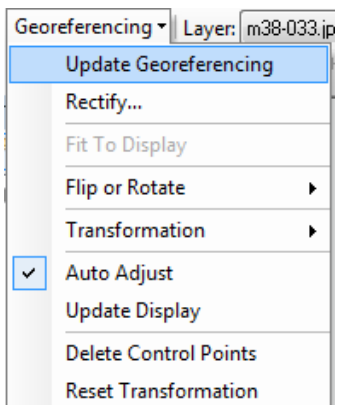 Georeferencing Layer: m38-033.jp
Update Georeferencing
Rectify...
Fit To Display
Flip or Rotate
Transformation
Auto Adjust
Update Display
Delete Control Points
Reset Transformation